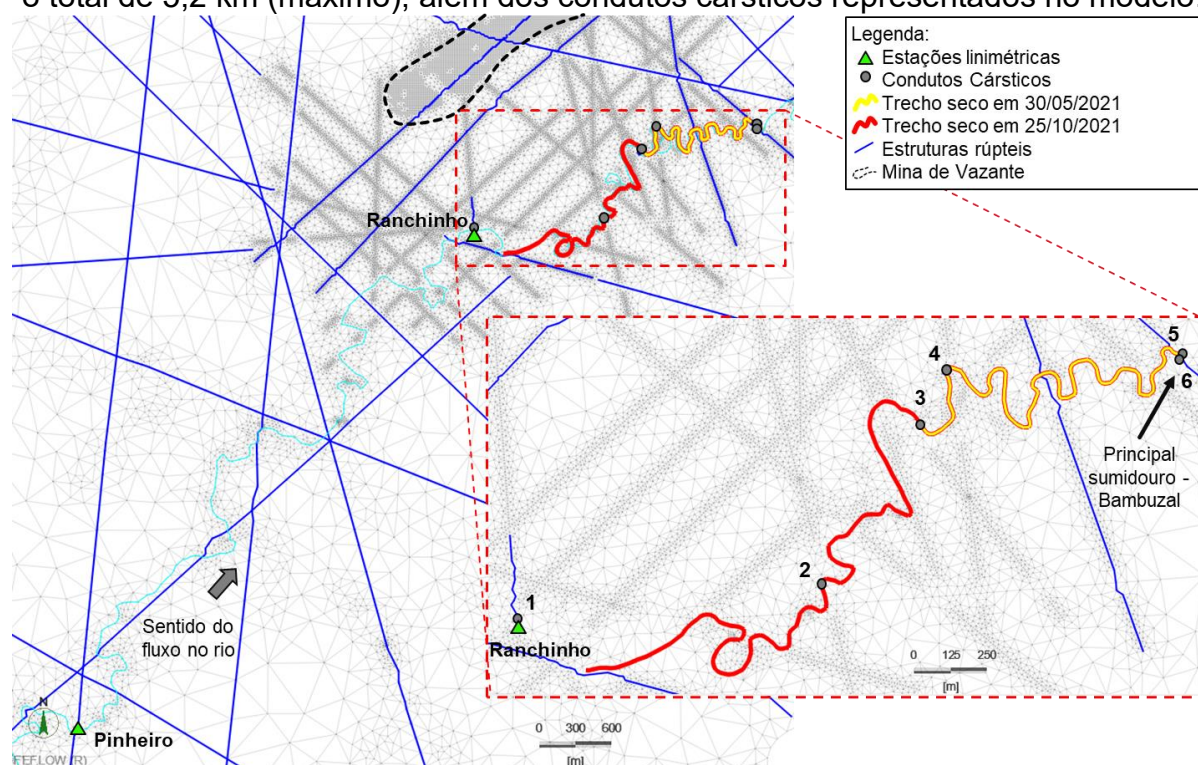 o total de 5,2 km (máximo), além dos condutos cársticos representados no modelo.
Legenda:
Estações linimétricas
Condutos Cársticos
Trecho seco em 30/05/2021
Trecho seco em 25/10/2021
Estruturas rúpteis
Mina de Vazante
Ranchinho
5
4
6
3
Principal
sumidouro -
Bambuzal
2
1
Ranchinho
0 125 250
[m]
Sentido do
fluxo no rio
N
Pinheiro
0 300 600
[m]
FEFLOW (R)